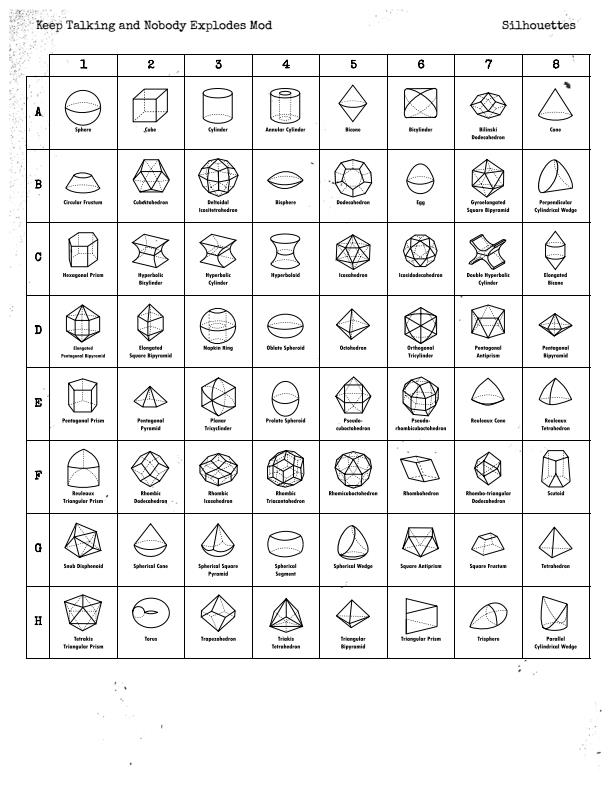 Keep Talking and Nobody Explodes Mod
Silhouettes
1 2 3 4 5 6 7 8
A
Sphere
Cube
Cylinder
Annular Cylinder
Bicone
Bicylinder
Bilinski
Dodecahedron
Cone
B
Circular Frustum
Cuboctahedron
Deltoidal
Icositetrahedron
Bisphere
Dodecahedron
Egg
Gyroelongated
Square Bipyramid
Perpendicular
Cylindrical Wedge
C
Hexagonal Prism
Hyperbolic
Bicylinder
Hyperbolic
Cylinder
Hyperboloid
Icosahedron
Icosidodecahedron
Double Hyperbolic
Cylinder
Elongated
Bicone
D
Elongated
Pentagonal Bipyramid
Elongated
Square Bipyramid
Napkin Ring
Oblate Spheroid
Octohedron
Orthogonal
Tricylinder
Pentagonal
Antiprism
Pentagonal
Bipyramid
E
Pentagonal Prism
Pentagonal
Pyramid
Planar
Tricylinder
Prolate Spheroid
Pseudo-
cuboctohedron
Pseudo-
rhombicuboctohedron
Reuleaux Cone
Reuleaux
Tetrahedron
F
Reuleaux
Triangular Prism
Rhombic
Dodecahedron
Rhombic
Icosahedron
Rhombic
Triacontahedron
Rhombicuboctohedron
Rhombohedron
Rhombo-triangular
Dodecahedron
Scutoid
G
Snub Disphenoid
Spherical Cone
Spherical Square
Pyramid
Spherical
Segment
Spherical Wedge
Square Antiprism
Square Frustum
Tetrahedron
H
Tetrakis
Triangular Prism
Torus
Trapezohedron
Triakis
Tetrahedron
Triangular
Bipyramid
Triangular Prism
Trisphere
Parallel
Cylindrical Wedge